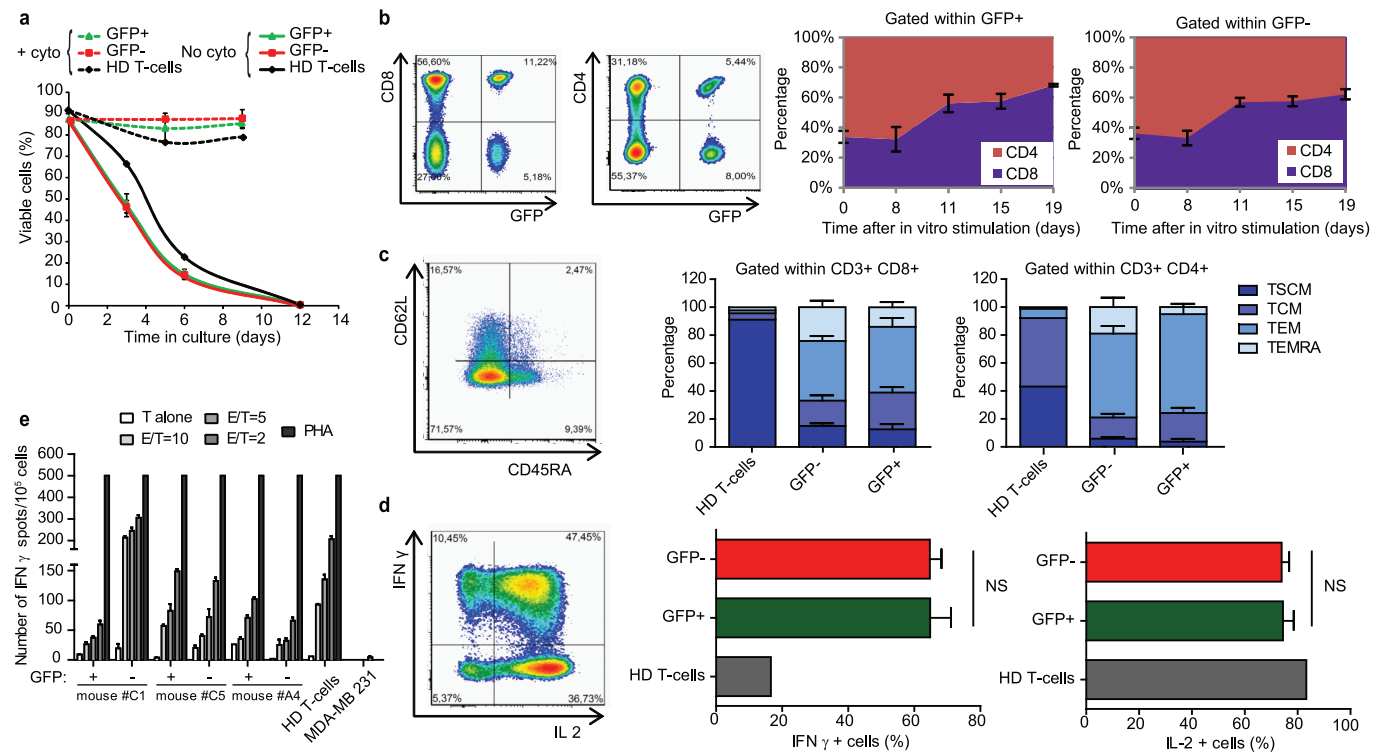 a
+ cyto
GFP+
GFP-
HD T-cells
No cyto
GFP+
GFP-
HD T-cells
Viable cells (%)
100
90
80
70
60
50
40
30
20
10
0
0 2 4 6 8 10 12 14
Time in culture (days)
b
CD8
56,60% 11,22%
5,18%
GFP
CD4
31,18% 5,44%
55,37% 8,00%
GFP
Gated within GFP+
Percentage
100%
80%
60%
40%
20%
0%
CD4
CD8
0 8 11 15 19
Time after in vitro stimulation (days)
Gated within GFP-
Percentage
100%
80%
60%
40%
20%
0%
CD4
CD8
0 8 11 15 19
Time after in vitro stimulation (days)
c
CD62L
16,57% 2,47%
71,57% 9,39%
CD45RA
Gated within CD3+ CD8+
Percentage
100
80
60
40
20
0
HD T-cells
GFP-
GFP+
Gated within CD3+ CD4+
Percentage
100
80
60
40
20
0
HD T-cells
GFP-
GFP+
TSCM
TCM
TEM
TEMRA
d
IFN γ
10,45% 47,45%
5,37% 36,73%
IL 2
GFP-
GFP+
HD T-cells
NS
0 20 40 60 80
IFN γ + cells (%)
GFP-
GFP+
HD T-cells
NS
0 20 40 60 80 100
IL-2 + cells (%)
e
T alone
E/T=10
E/T=5
E/T=2
PHA
Number of IFN γ spots/10⁵ cells
600
500
400
300
200
150
100
50
0
GFP: + - + - + -
mouse #C1 mouse #C5 mouse #A4
HD T-cells
MDA-MB 231